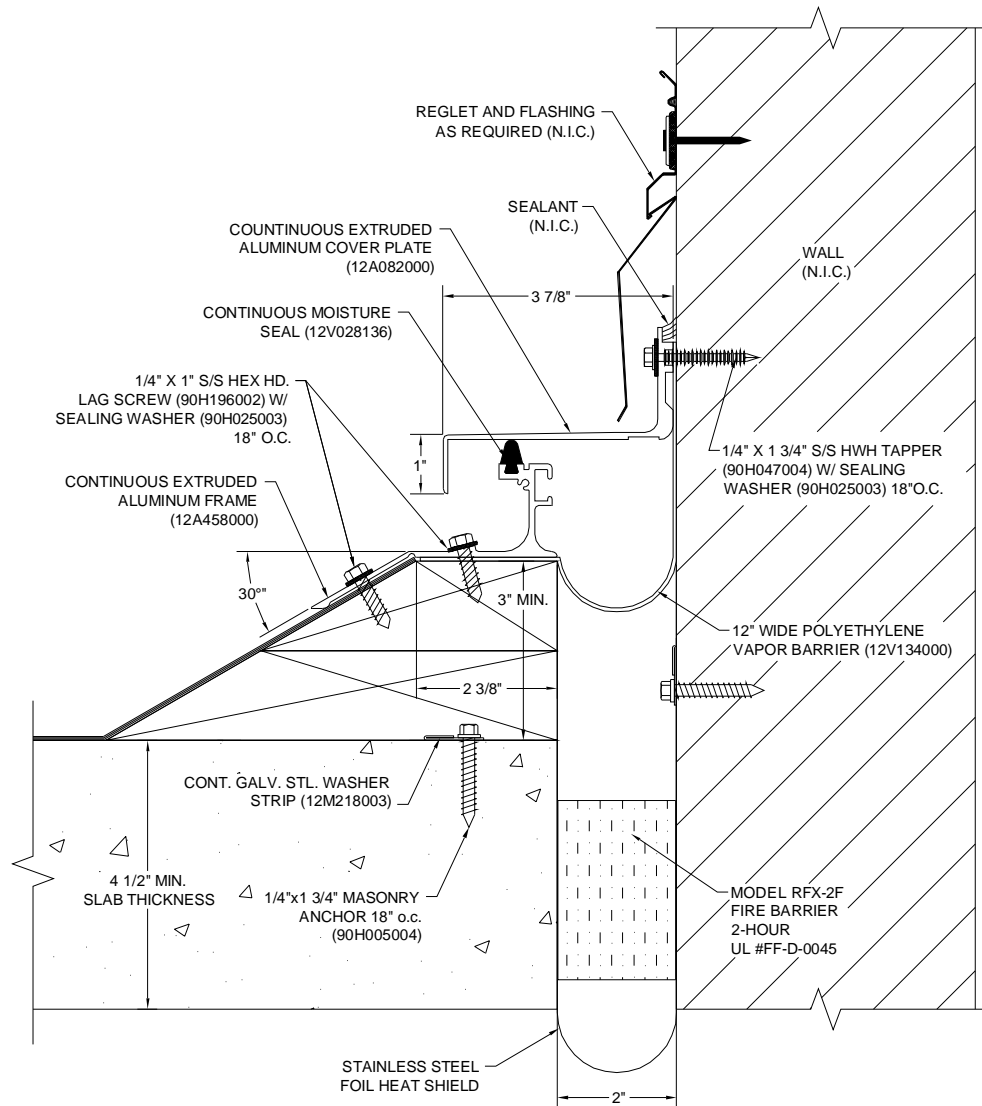 REGLET AND FLASHING
AS REQUIRED (N.I.C.)
SEALANT
(N.I.C.)
COUNTINUOUS EXTRUDED
ALUMINUM COVER PLATE
(12A082000)
WALL
(N.I.C.)
3 7/8"
CONTINUOUS MOISTURE
SEAL (12V028136)
1/4" X 1" S/S HEX HD.
LAG SCREW (90H196002) W/
SEALING WASHER (90H025003)
18" O.C.
1"
1/4" X 1 3/4" S/S HWH TAPPER
(90H047004) W/ SEALING
WASHER (90H025003) 18"O.C.
CONTINUOUS EXTRUDED
ALUMINUM FRAME
(12A458000)
30°"
3" MIN.
12" WIDE POLYETHYLENE
VAPOR BARRIER (12V134000)
2 3/8"
CONT. GALV. STL. WASHER
STRIP (12M218003)
4 1/2" MIN.
SLAB THICKNESS
1/4"x1 3/4" MASONRY
ANCHOR 18" o.c.
(90H005004)
MODEL RFX-2F
FIRE BARRIER
2-HOUR
UL #FF-D-0045
STAINLESS STEEL
FOIL HEAT SHIELD
2"